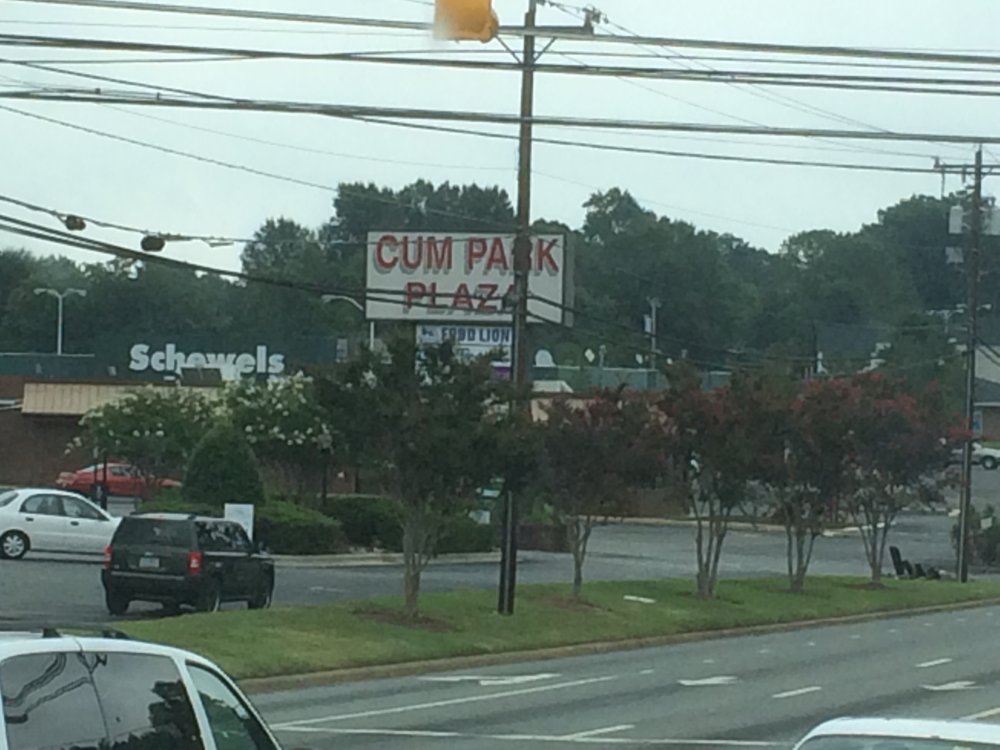 CUM PARK
PLAZA
FOOD LION
Schewels